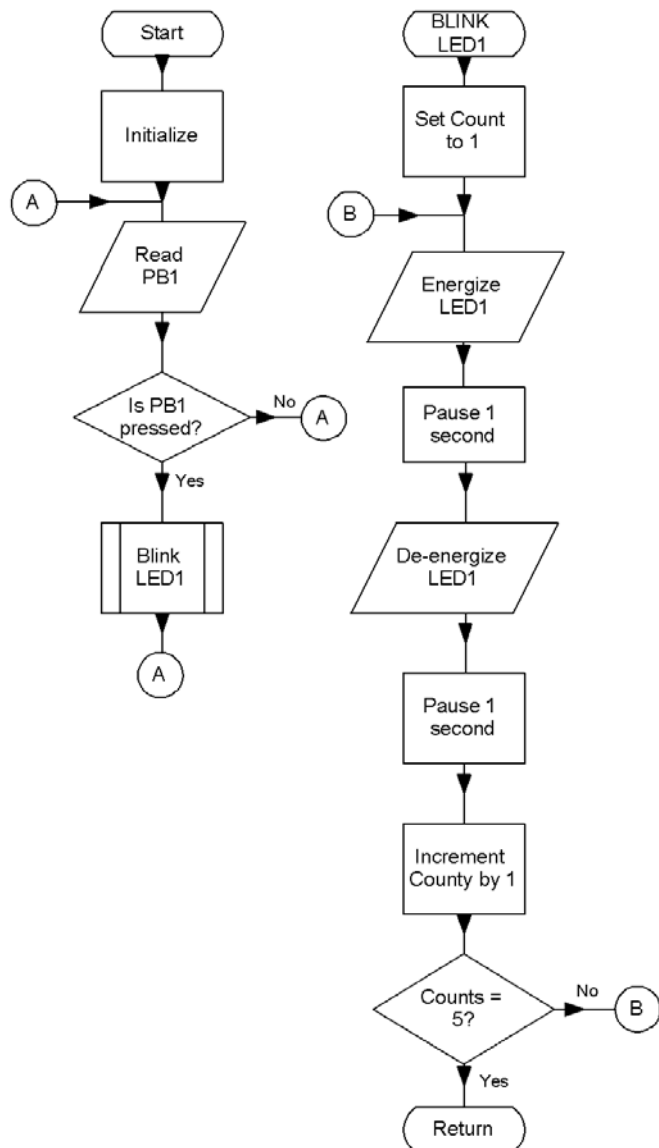 Start
Initialize
A
Read
PB1
Is PB1
pressed?
No
A
Yes
Blink
LED1
A
BLINK
LED1
Set Count
to 1
B
Energize
LED1
Pause 1
second
De-energize
LED1
Pause 1
second
Increment
County by 1
Counts =
5?
No
B
Yes
Return